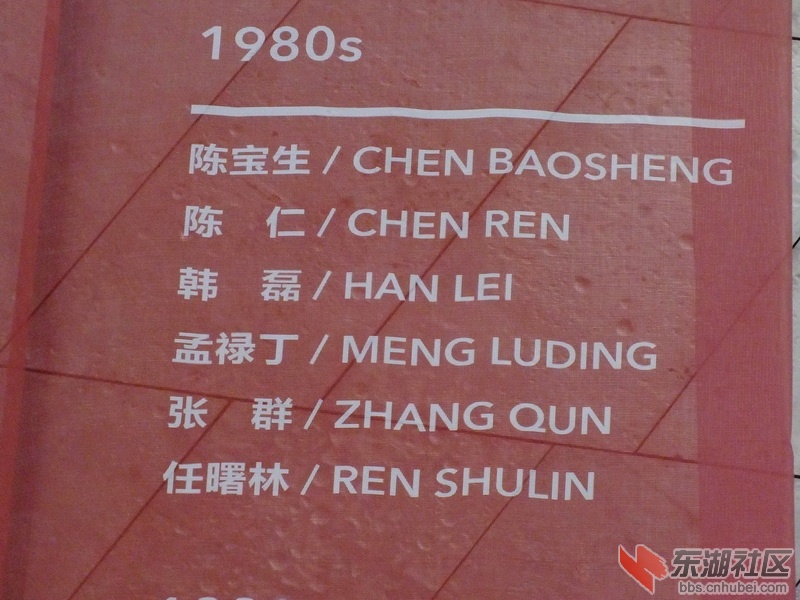 1980s
陈宝生 / CHEN BAOSHENG
陈 仁 / CHEN REN
韩 磊 / HAN LEI
孟禄丁 / MENG LUDING
张 群 / ZHANG QUN
任曙林 / REN SHULIN
东湖社区
bbs.cnhubei.com